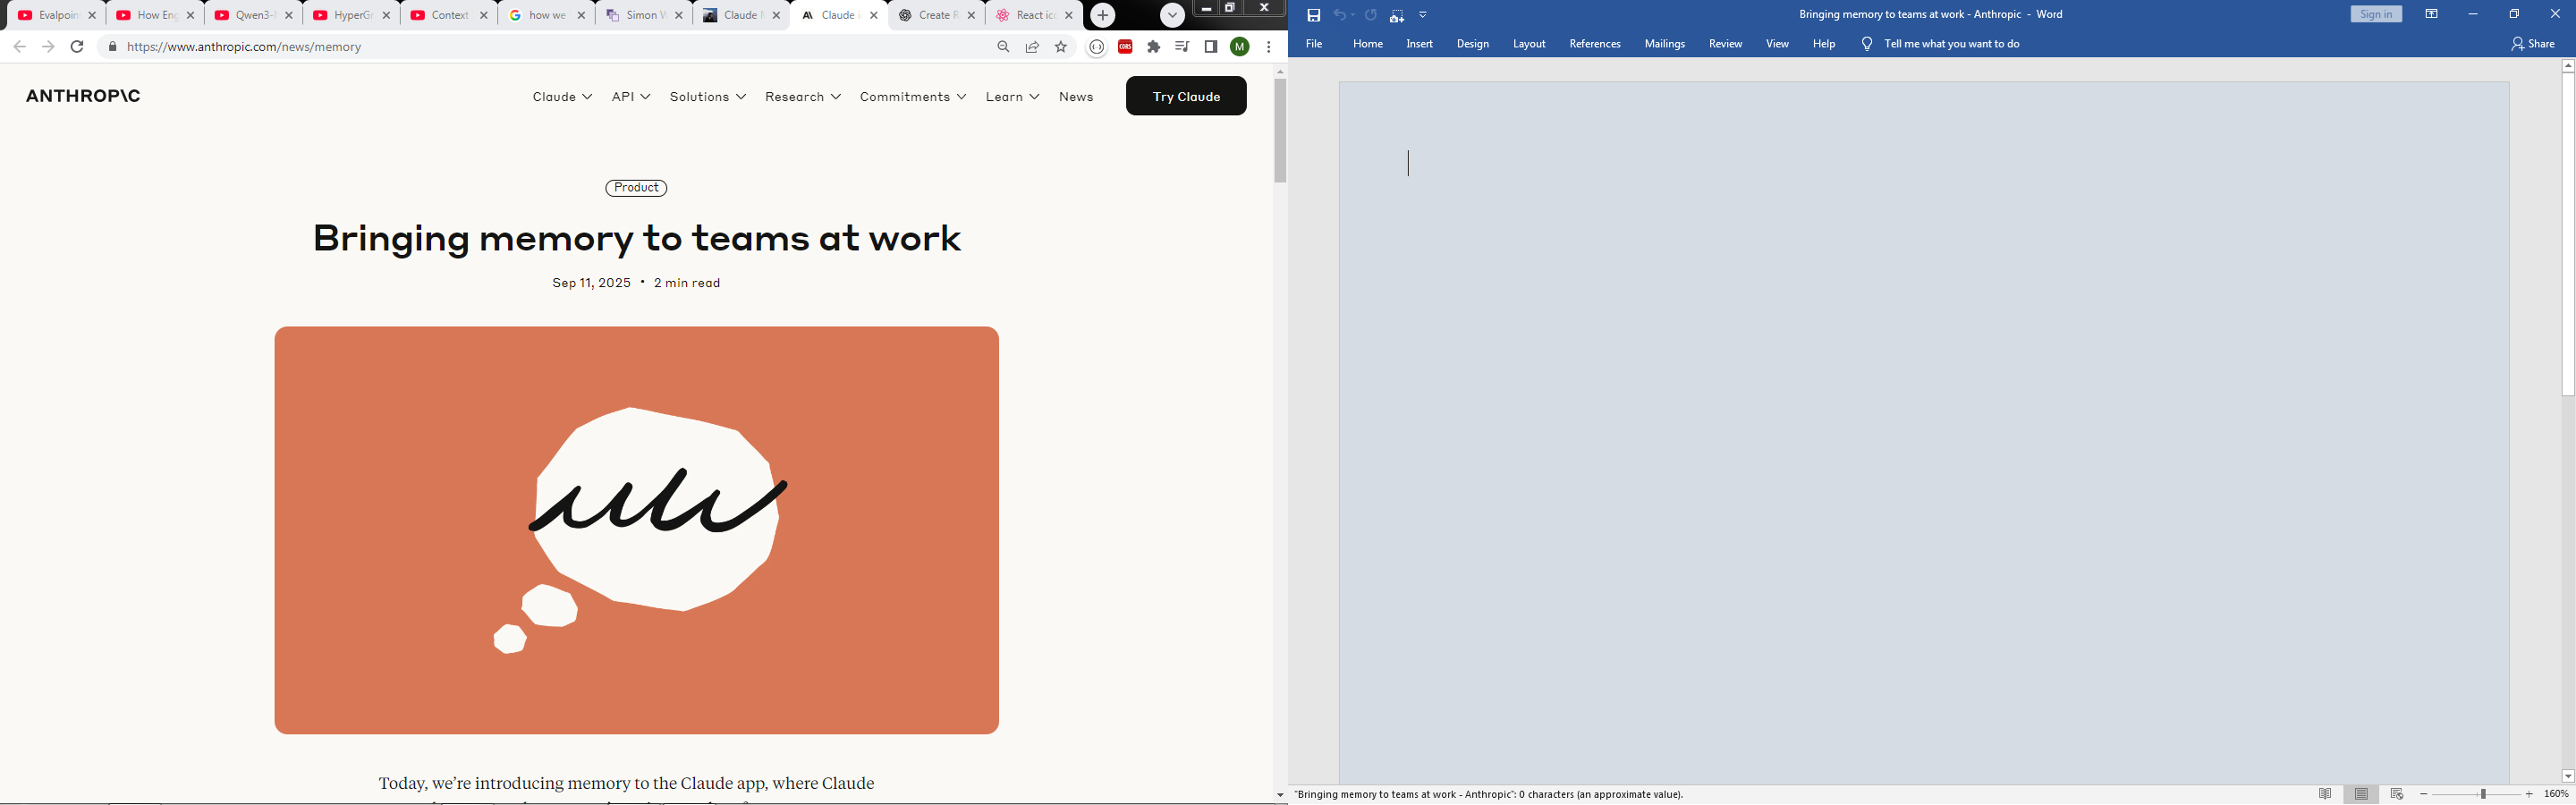 Evalpoin
How Eng
Qwen3-
HyperGr
Context
how we
Simon W
Claude
Claude i
Create R
React ico
https://www.anthropic.com/news/memory
CORS
M
ANTHROP\C
Claude
API
Solutions
Research
Commitments
Learn
News
Try Claude
Product
Bringing memory to teams at work
Sep 11, 2025 • 2 min read
Today, we're introducing memory to the Claude app, where Claude
Bringing memory to teams at work - Anthropic - Word
Sign in
File
Home
Insert
Design
Layout
References
Mailings
Review
View
Help
Tell me what you want to do
Share
"Bringing memory to teams at work - Anthropic": 0 characters (an approximate value).
160%